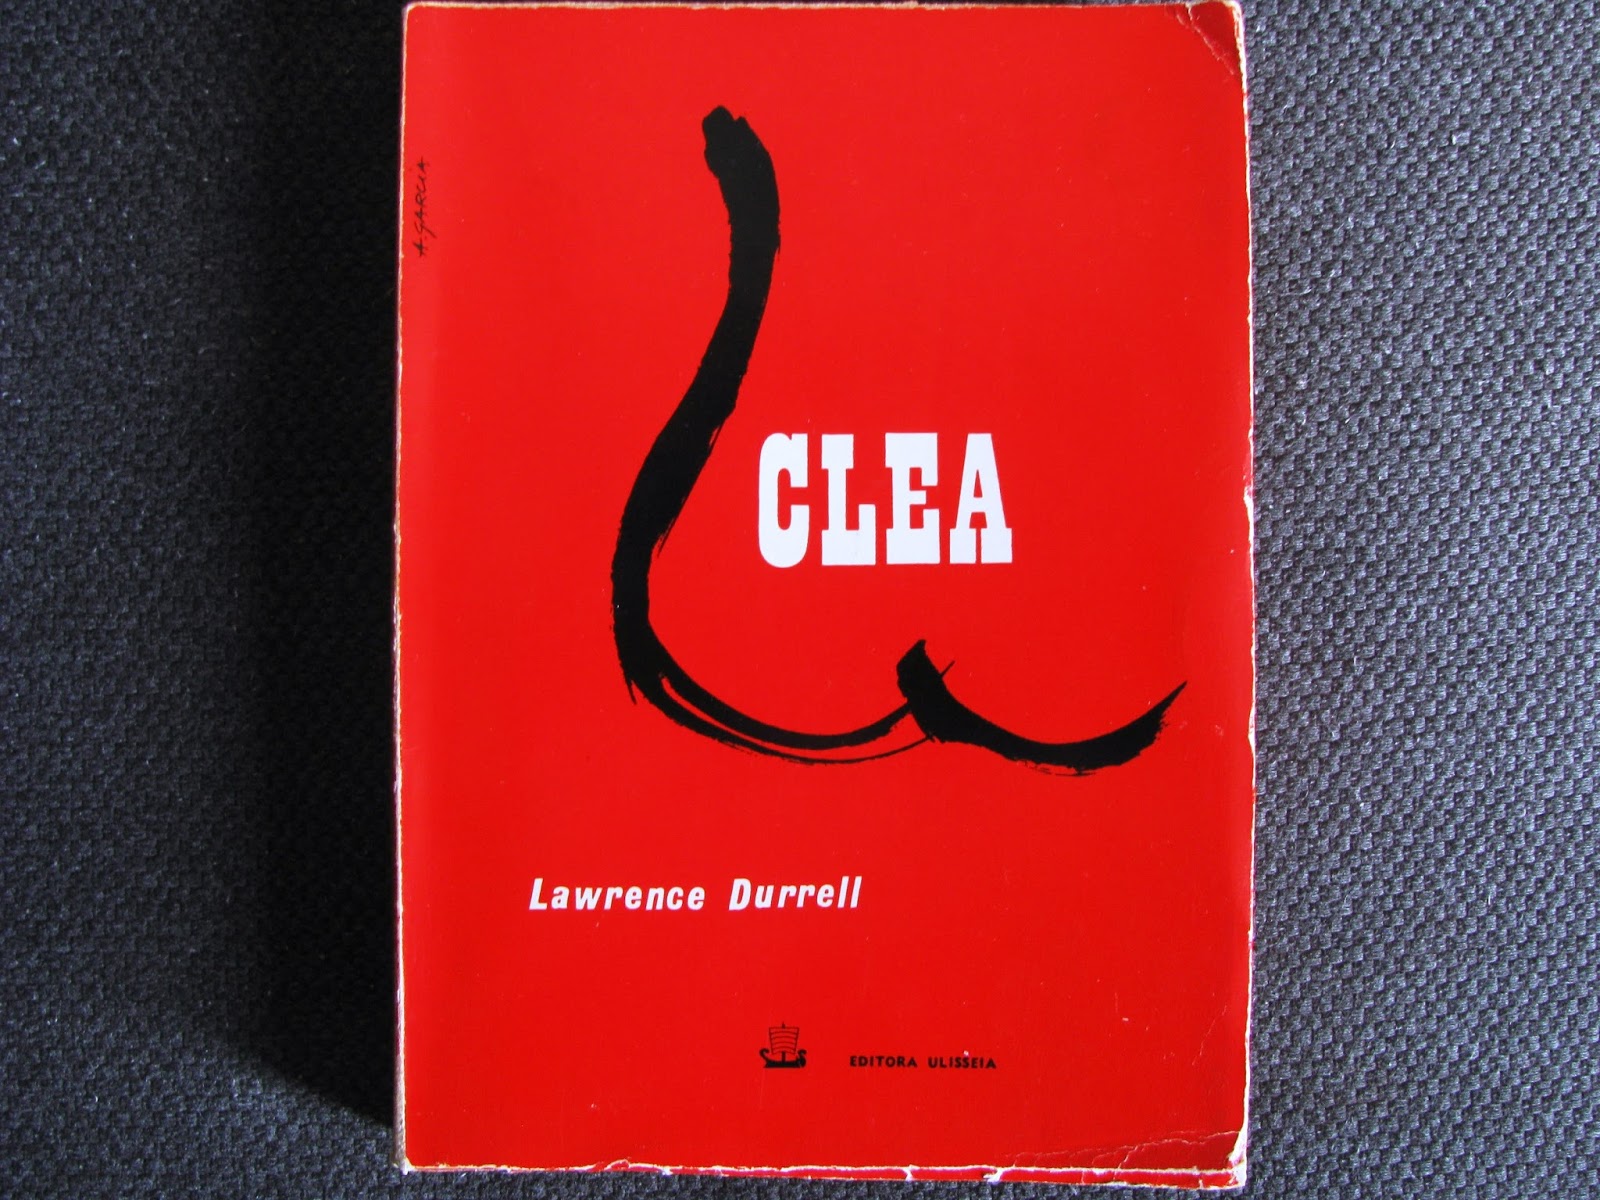 A. GARCIA
CLEA
Lawrence Durrell
EDITORA ULISSEIA